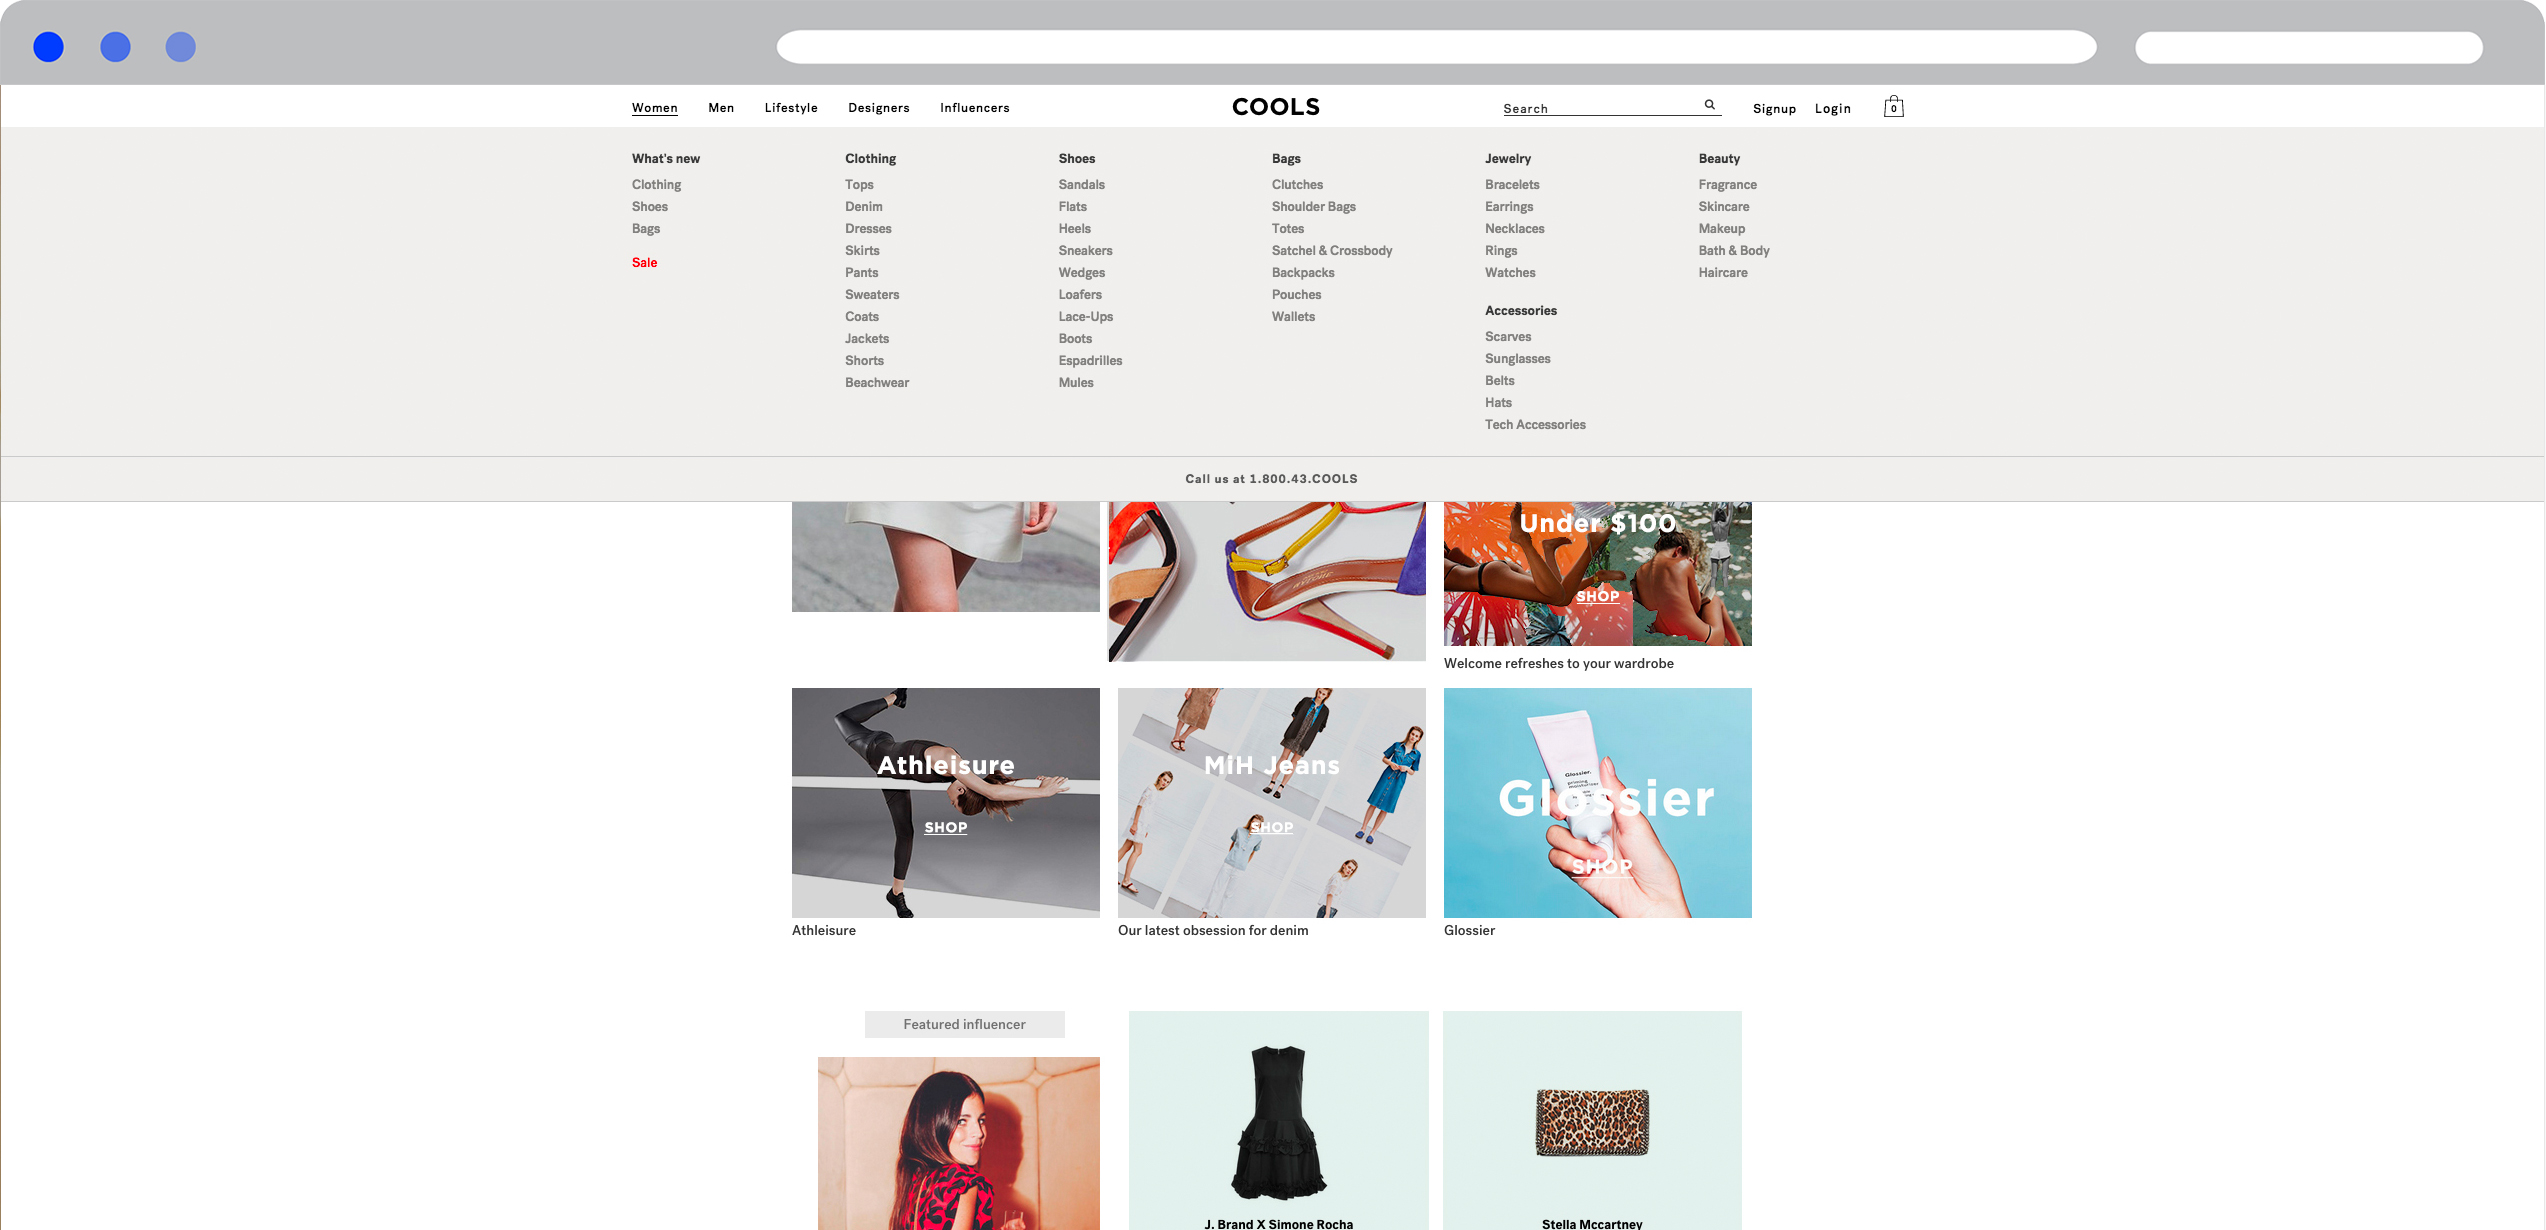 Women Men Lifestyle Designers Influencers COOLS Search Signup Login 0
What's new
Clothing
Shoes
Bags
Sale
Clothing
Tops
Denim
Dresses
Skirts
Pants
Sweaters
Coats
Jackets
Shorts
Beachwear
Shoes
Sandals
Flats
Heels
Sneakers
Wedges
Loafers
Lace-Ups
Boots
Espadrilles
Mules
Bags
Clutches
Shoulder Bags
Totes
Satchel & Crossbody
Backpacks
Pouches
Wallets
Jewelry
Bracelets
Earrings
Necklaces
Rings
Watches
Accessories
Scarves
Sunglasses
Belts
Hats
Tech Accessories
Beauty
Fragrance
Skincare
Makeup
Bath & Body
Haircare
Call us at 1.800.43.COOLS
Under $100
SHOP
Welcome refreshes to your wardrobe
Athleisure
SHOP
Athleisure
MiH Jeans
SHOP
Our latest obsession for denim
Glossier.
priming
moisturizer
Glossier
SHOP
Glossier
Featured influencer
J. Brand X Simone Rocha
Stella Mccartney